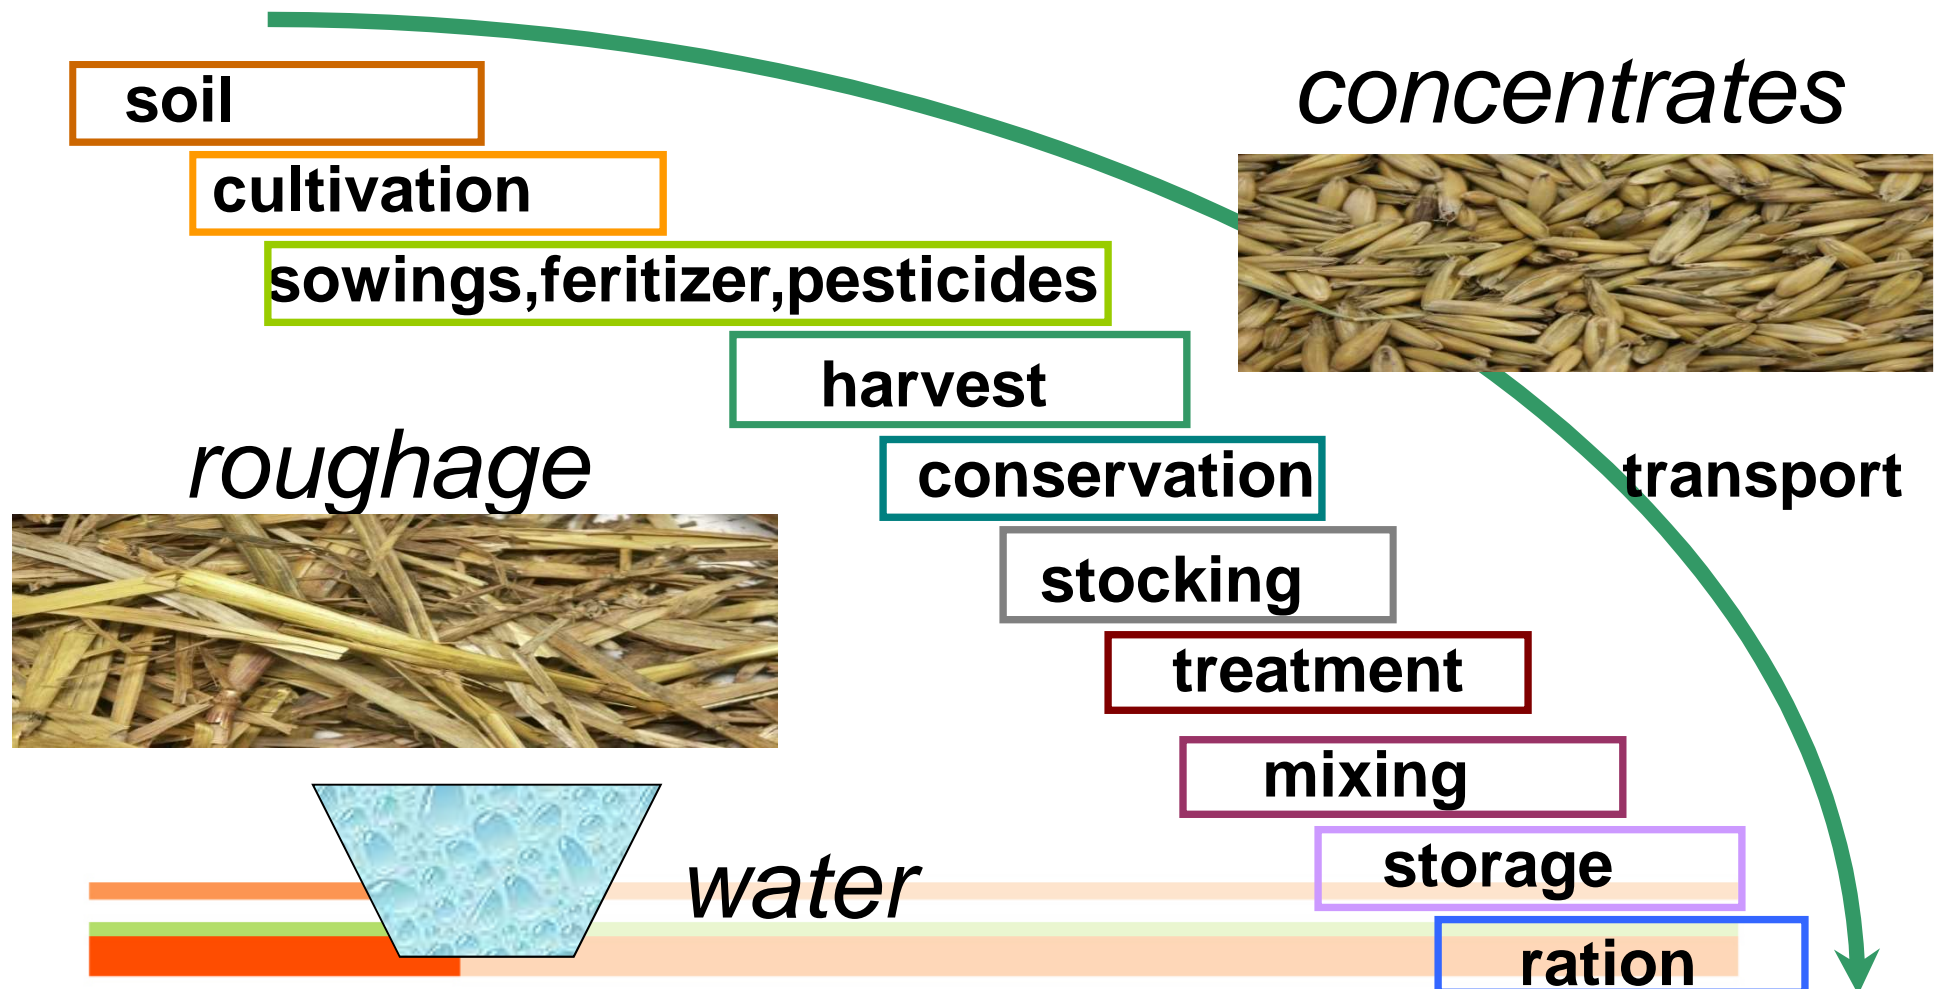 soil
concentrates
cultivation
sowings,feritizer,pesticides
harvest
roughage
conservation
transport
stocking
treatment
mixing
storage
water
ration